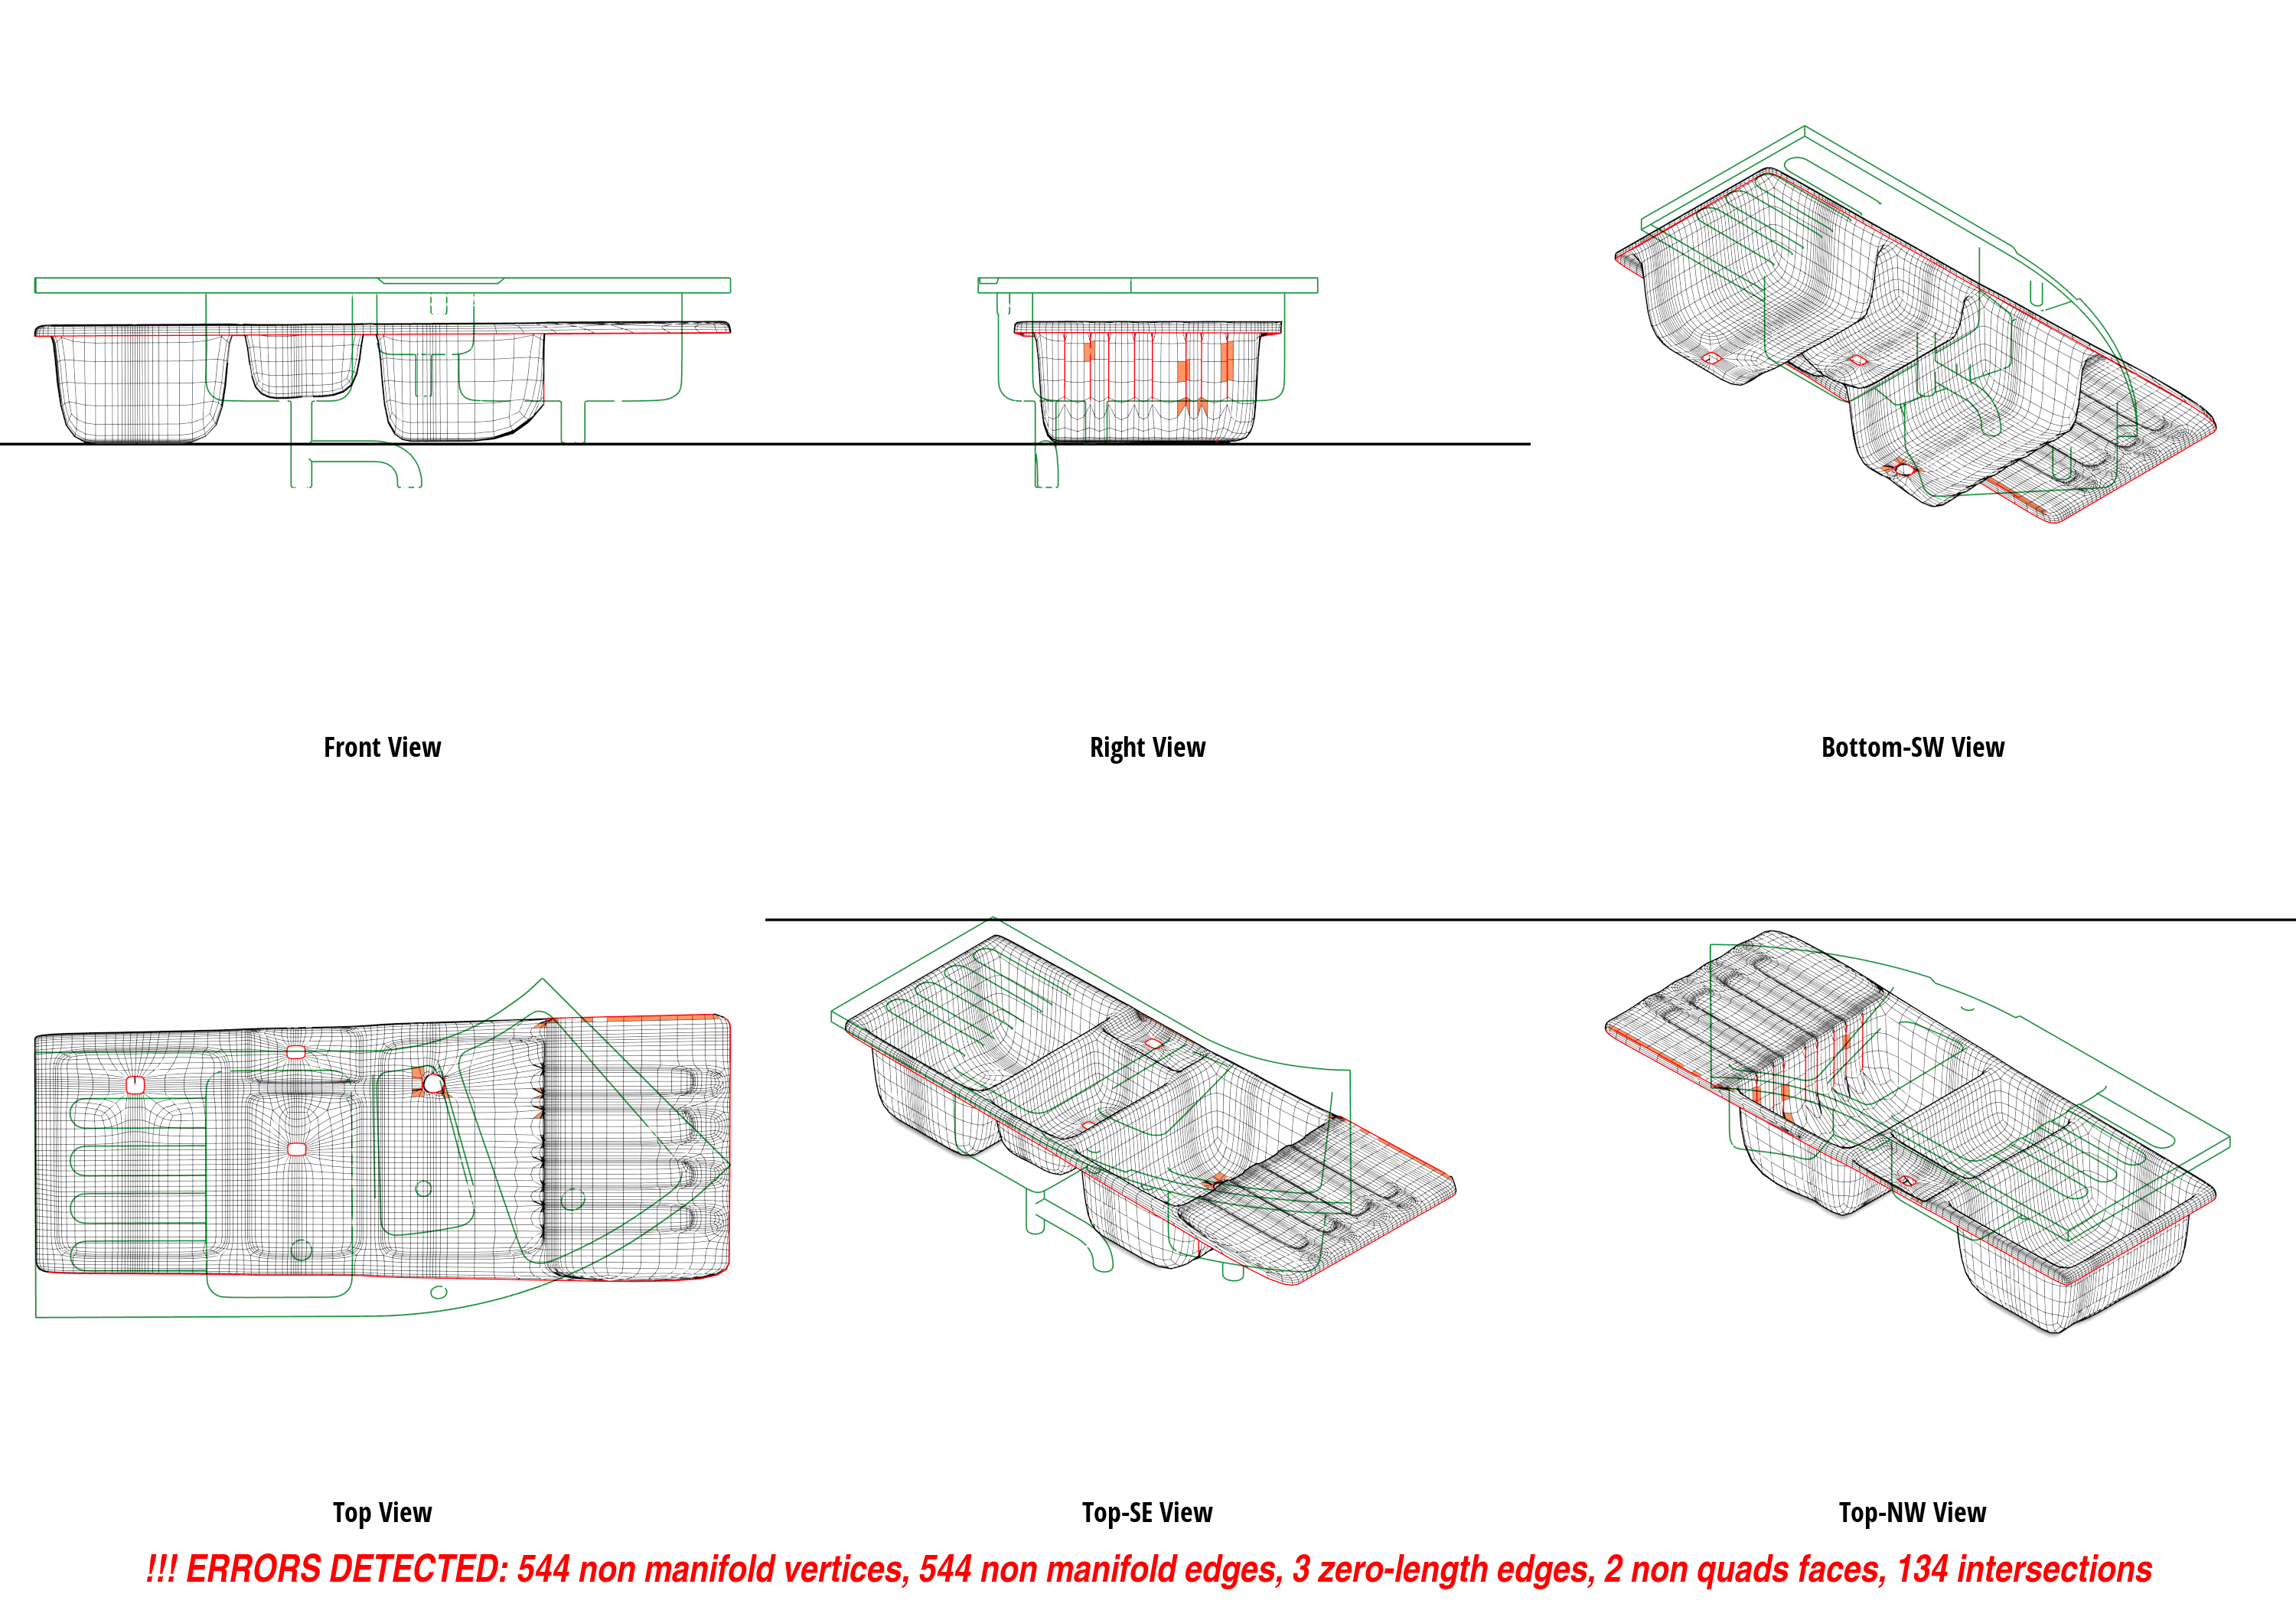 Front View
Right View
Bottom-SW View
Top View
Top-SE View
Top-NW View
!!! ERRORS DETECTED: 544 non manifold vertices, 544 non manifold edges, 3 zero-length edges, 2 non quads faces, 134 intersections